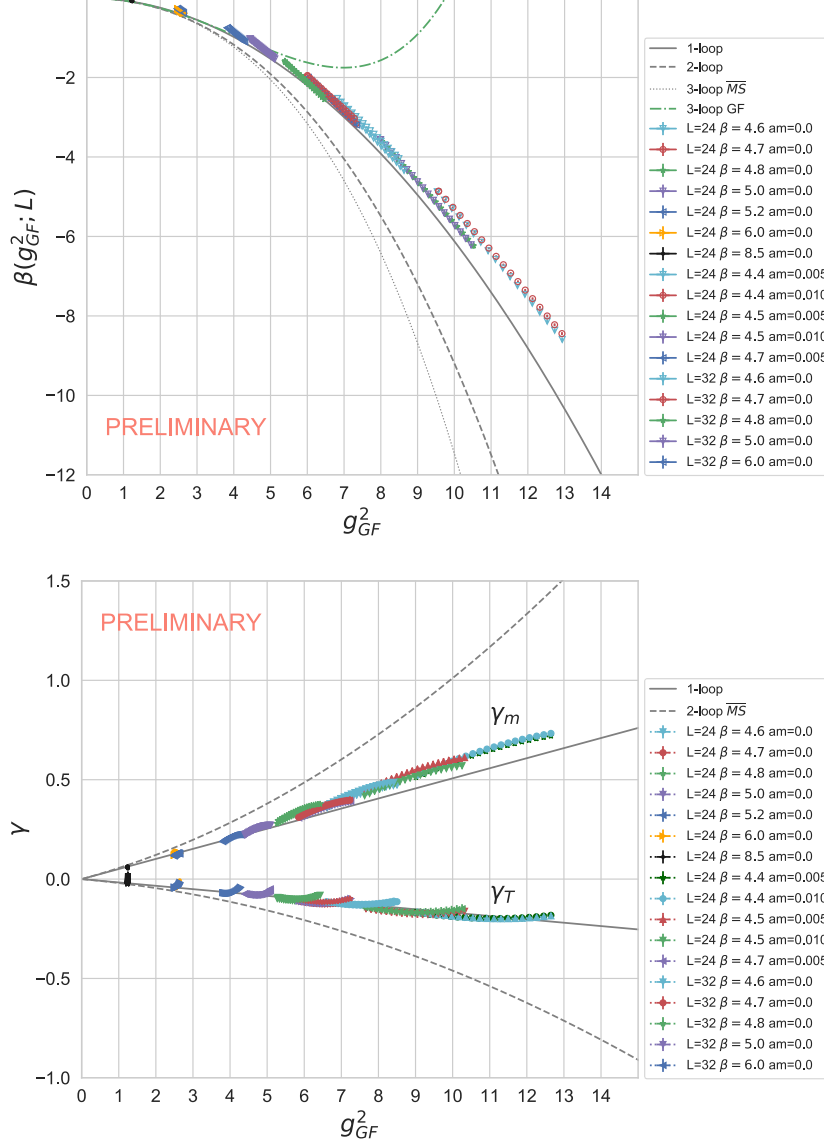 −2
−4
−6
−8
−10
−12
β(g²_GF; L)
PRELIMINARY
0 1 2 3 4 5 6 7 8 9 10 11 12 13 14
g²_GF
1-loop
2-loop
3-loop M̅S̅
3-loop GF
L=24 β = 4.6 am=0.0
L=24 β = 4.7 am=0.0
L=24 β = 4.8 am=0.0
L=24 β = 5.0 am=0.0
L=24 β = 5.2 am=0.0
L=24 β = 6.0 am=0.0
L=24 β = 8.5 am=0.0
L=24 β = 4.4 am=0.005
L=24 β = 4.4 am=0.010
L=24 β = 4.5 am=0.005
L=24 β = 4.5 am=0.010
L=24 β = 4.7 am=0.005
L=32 β = 4.6 am=0.0
L=32 β = 4.7 am=0.0
L=32 β = 4.8 am=0.0
L=32 β = 5.0 am=0.0
L=32 β = 6.0 am=0.0
1.5
1.0
0.5
0.0
−0.5
−1.0
γ
PRELIMINARY
γ_m
γ_T
0 1 2 3 4 5 6 7 8 9 10 11 12 13 14
g²_GF
1-loop
2-loop M̅S̅
L=24 β = 4.6 am=0.0
L=24 β = 4.7 am=0.0
L=24 β = 4.8 am=0.0
L=24 β = 5.0 am=0.0
L=24 β = 5.2 am=0.0
L=24 β = 6.0 am=0.0
L=24 β = 8.5 am=0.0
L=24 β = 4.4 am=0.005
L=24 β = 4.4 am=0.010
L=24 β = 4.5 am=0.005
L=24 β = 4.5 am=0.010
L=24 β = 4.7 am=0.005
L=32 β = 4.6 am=0.0
L=32 β = 4.7 am=0.0
L=32 β = 4.8 am=0.0
L=32 β = 5.0 am=0.0
L=32 β = 6.0 am=0.0